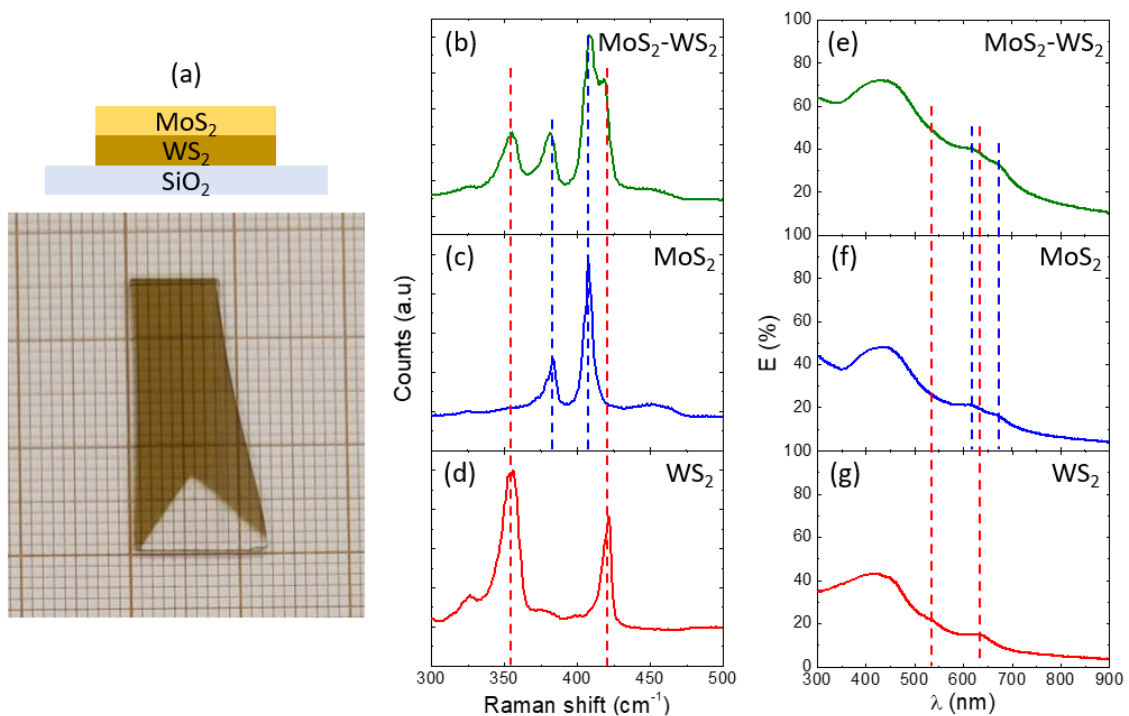 (a)
MoS₂
WS₂
SiO₂
(b) MoS₂-WS₂
(c) MoS₂
(d) WS₂
Counts (a.u)
300 350 400 450 500
Raman shift (cm⁻¹)
(e) MoS₂-WS₂
100
80
60
40
20
(f) MoS₂
100
80
60
40
20
(g) WS₂
100
80
60
40
20
0
E (%)
300 400 500 600 700 800 900
λ (nm)